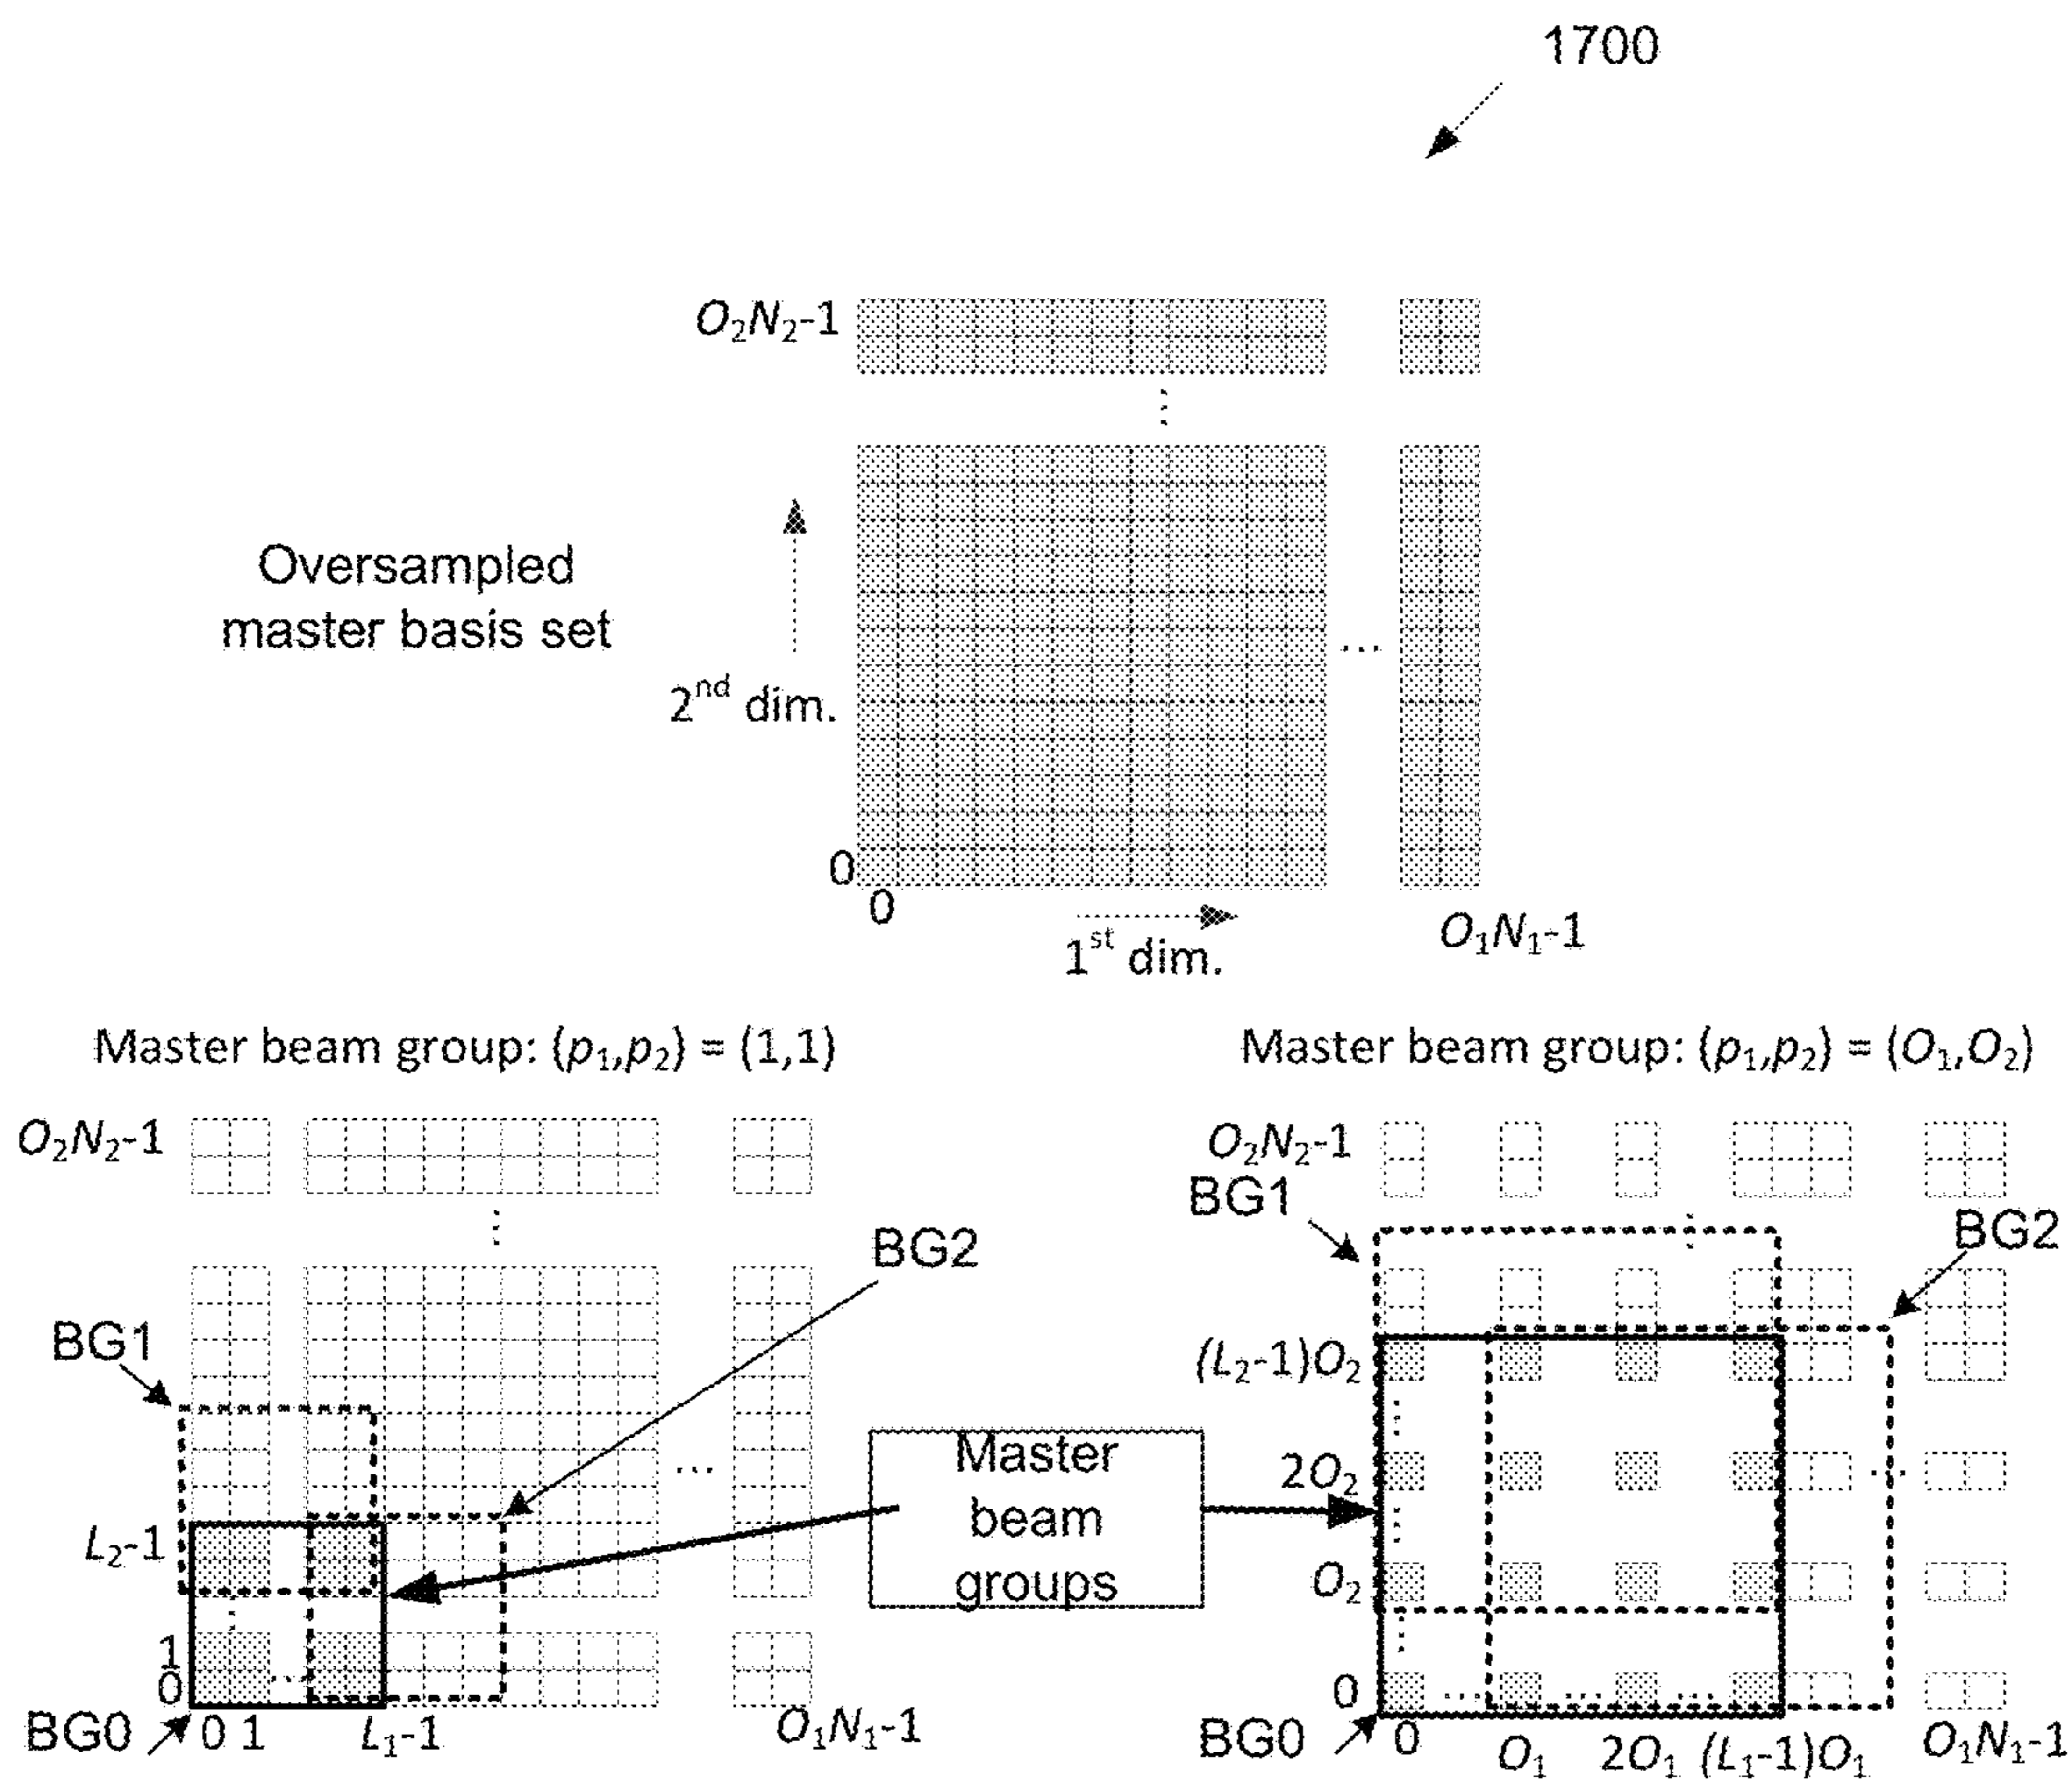 1700
O₂N₂-1
Oversampled
master basis set
2ⁿᵈ dim.
0
0
1ˢᵗ dim.
O₁N₁-1
Master beam group: (p₁,p₂) = (1,1)
O₂N₂-1
BG2
BG1
L₂-1
1
0
BG0
0 1
L₁-1
O₁N₁-1
Master
beam
groups
Master beam group: (p₁,p₂) = (O₁,O₂)
O₂N₂-1
BG1
BG2
(L₂-1)O₂
2O₂
O₂
0
BG0
0
O₁
2O₁
(L₁-1)O₁
O₁N₁-1